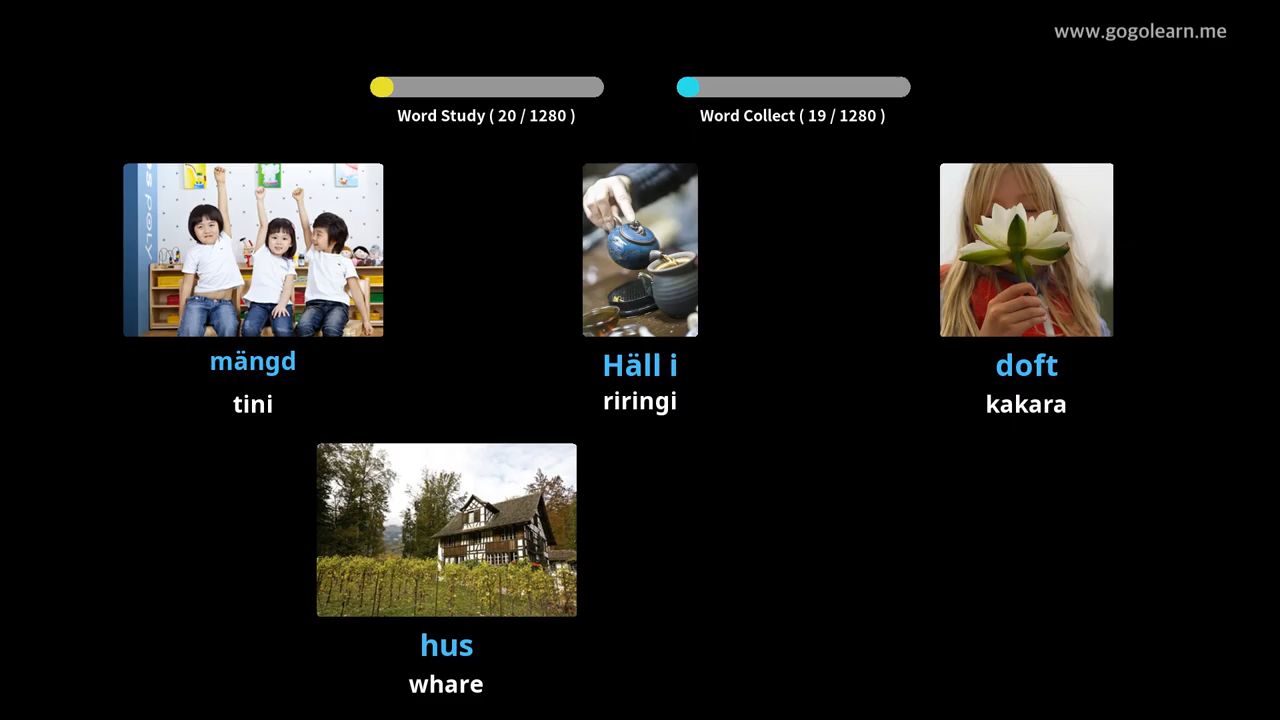 www.gogolearn.me
Word Study ( 20 / 1280 )
Word Collect ( 19 / 1280 )
mängd
tini
Häll i
riringi
doft
kakara
hus
whare